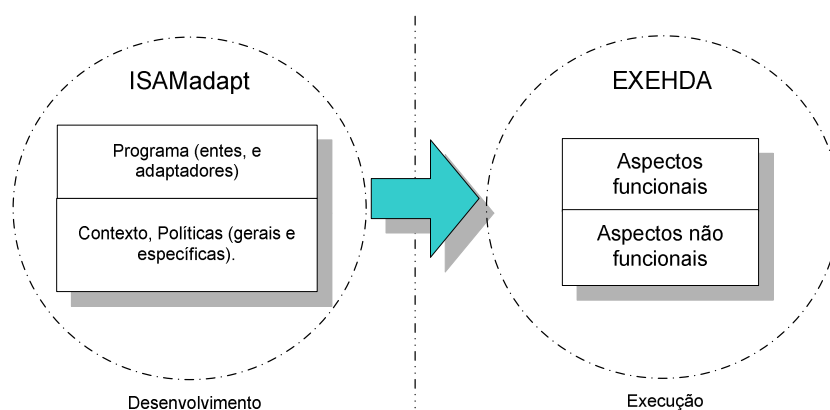 ISAMadapt
Programa (entes, e
adaptadores)
Contexto, Políticas (gerais e
específicas).
Desenvolvimento
EXEHDA
Aspectos
funcionais
Aspectos não
funcionais
Execução